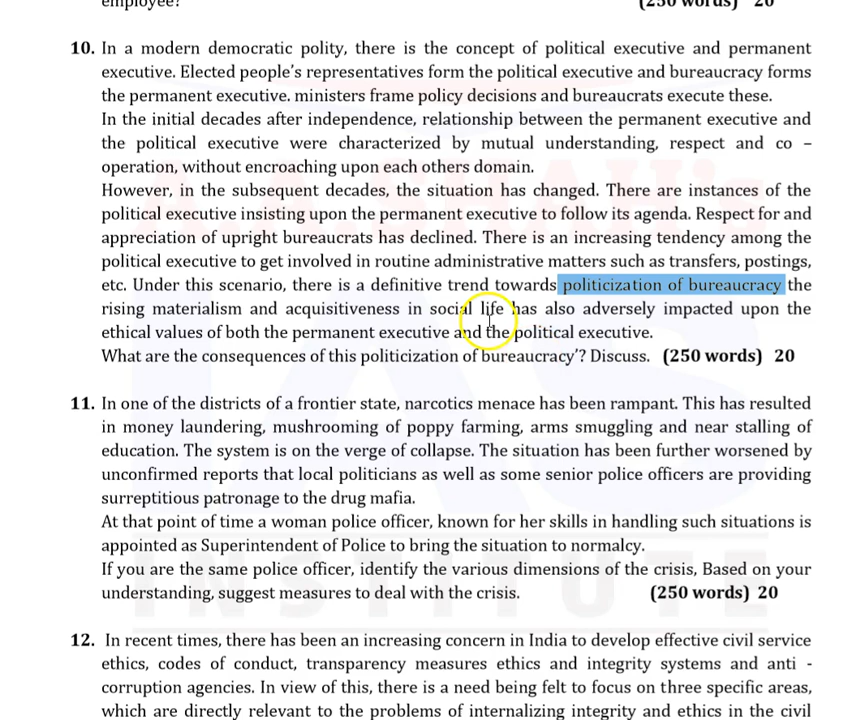 employee? (250 words) 20
10. In a modern democratic polity, there is the concept of political executive and permanent
executive. Elected people's representatives form the political executive and bureaucracy forms
the permanent executive. ministers frame policy decisions and bureaucrats execute these.
In the initial decades after independence, relationship between the permanent executive and
the political executive were characterized by mutual understanding, respect and co –
operation, without encroaching upon each others domain.
However, in the subsequent decades, the situation has changed. There are instances of the
political executive insisting upon the permanent executive to follow its agenda. Respect for and
appreciation of upright bureaucrats has declined. There is an increasing tendency among the
political executive to get involved in routine administrative matters such as transfers, postings,
etc. Under this scenario, there is a definitive trend towards politicization of bureaucracy the
rising materialism and acquisitiveness in social life has also adversely impacted upon the
ethical values of both the permanent executive and the political executive.
What are the consequences of this politicization of bureaucracy'? Discuss. (250 words) 20
11. In one of the districts of a frontier state, narcotics menace has been rampant. This has resulted
in money laundering, mushrooming of poppy farming, arms smuggling and near stalling of
education. The system is on the verge of collapse. The situation has been further worsened by
unconfirmed reports that local politicians as well as some senior police officers are providing
surreptitious patronage to the drug mafia.
At that point of time a woman police officer, known for her skills in handling such situations is
appointed as Superintendent of Police to bring the situation to normalcy.
If you are the same police officer, identify the various dimensions of the crisis, Based on your
understanding, suggest measures to deal with the crisis. (250 words) 20
12. In recent times, there has been an increasing concern in India to develop effective civil service
ethics, codes of conduct, transparency measures ethics and integrity systems and anti -
corruption agencies. In view of this, there is a need being felt to focus on three specific areas,
which are directly relevant to the problems of internalizing integrity and ethics in the civil